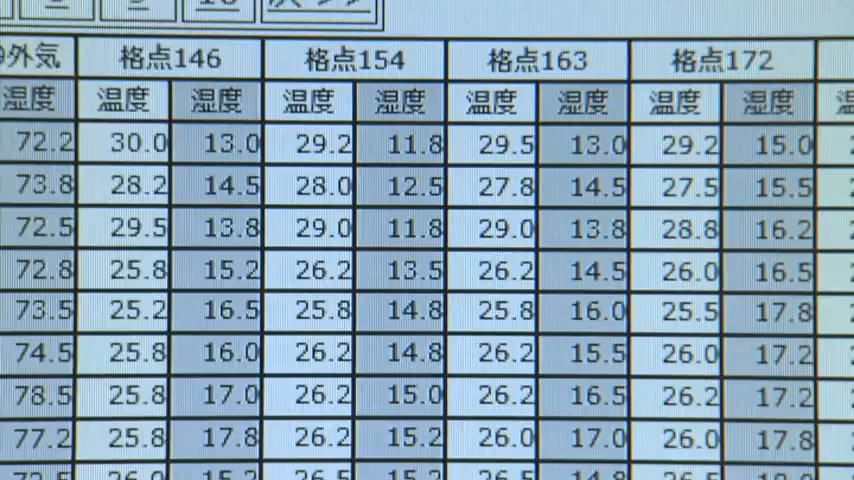 外気 格点146 格点154 格点163 格点172
湿度 温度 湿度 温度 湿度 温度 湿度 温度 湿度
72.2 30.0 13.0 29.2 11.8 29.5 13.0 29.2 15.0
73.8 28.2 14.5 28.0 12.5 27.8 14.5 27.5 15.5
72.5 29.5 13.8 29.0 11.8 29.0 13.8 28.8 16.2
72.8 25.8 15.2 26.2 13.5 26.2 14.5 26.0 16.5
73.5 25.2 16.5 25.8 14.8 25.8 16.0 25.5 17.8
74.5 25.8 16.0 26.2 14.8 26.2 15.5 26.0 17.2
78.5 25.8 17.0 26.2 15.0 26.2 16.5 26.2 17.2
77.2 25.8 17.8 26.2 15.2 26.0 17.0 26.0 17.8